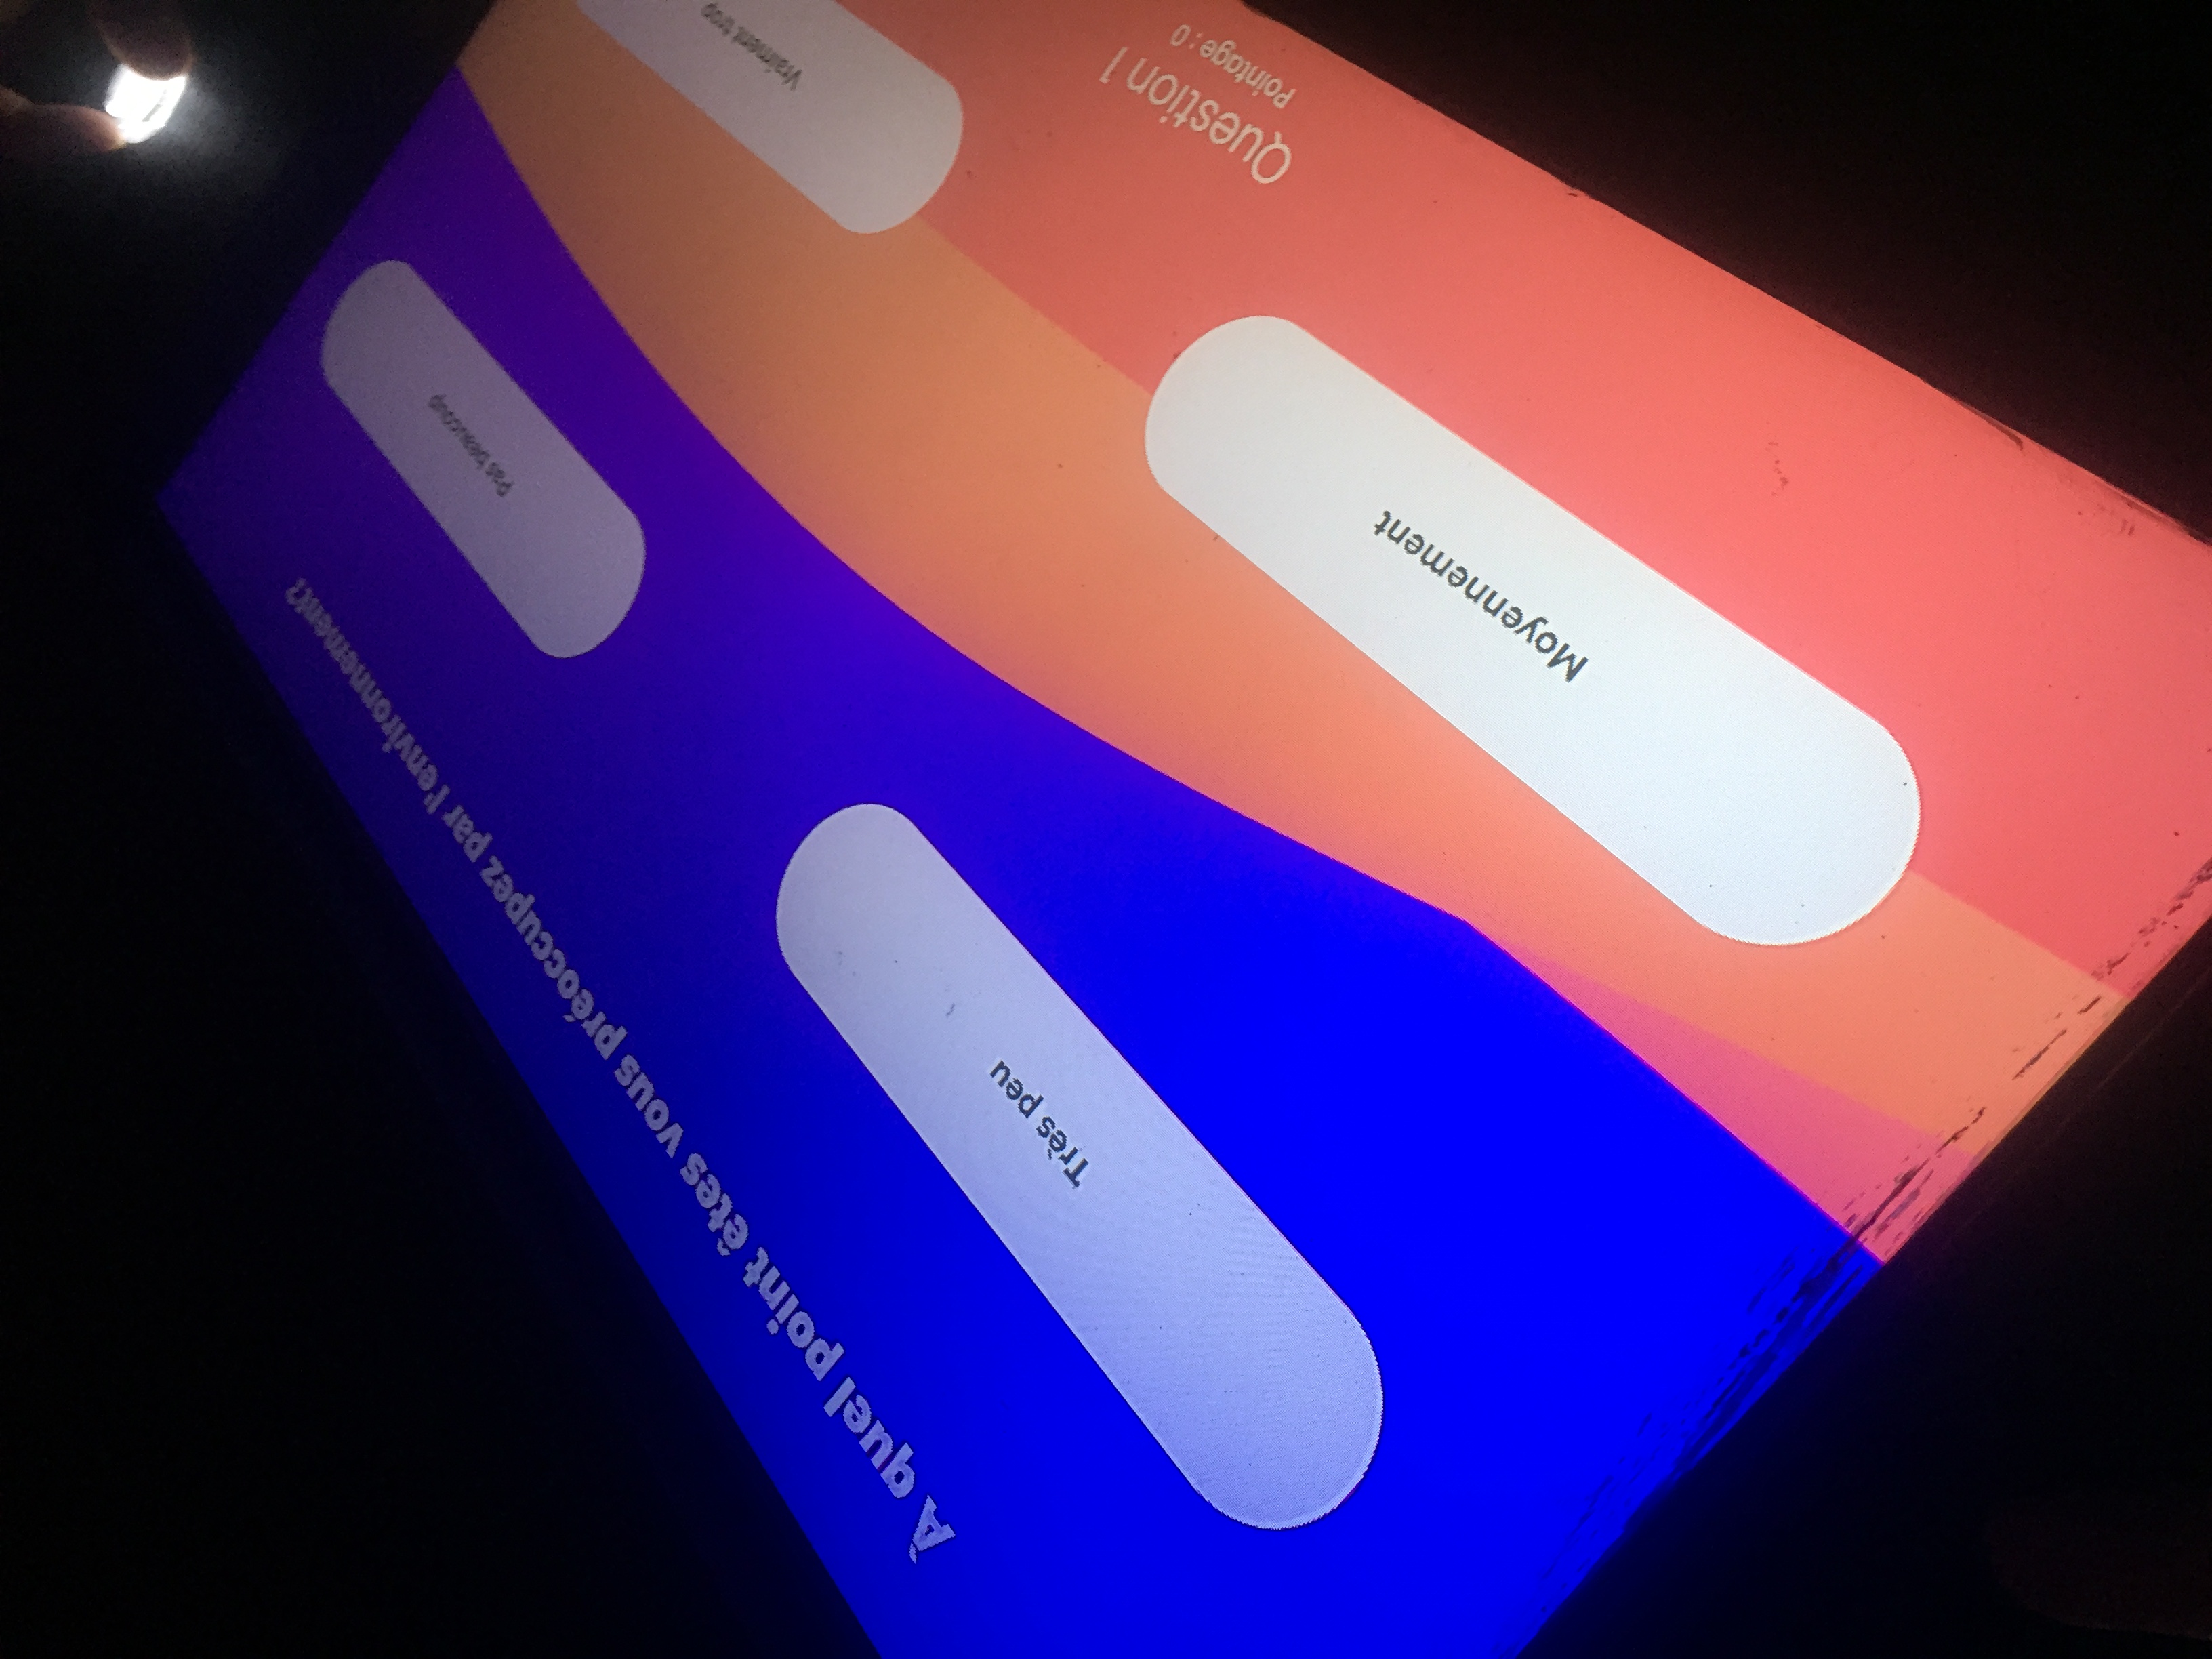 À quel point êtes vous préoccupez par l'environnement?
Très peu
Pas beaucoup
Moyennement
Vraiment trop
Question 1
Pointage : 0